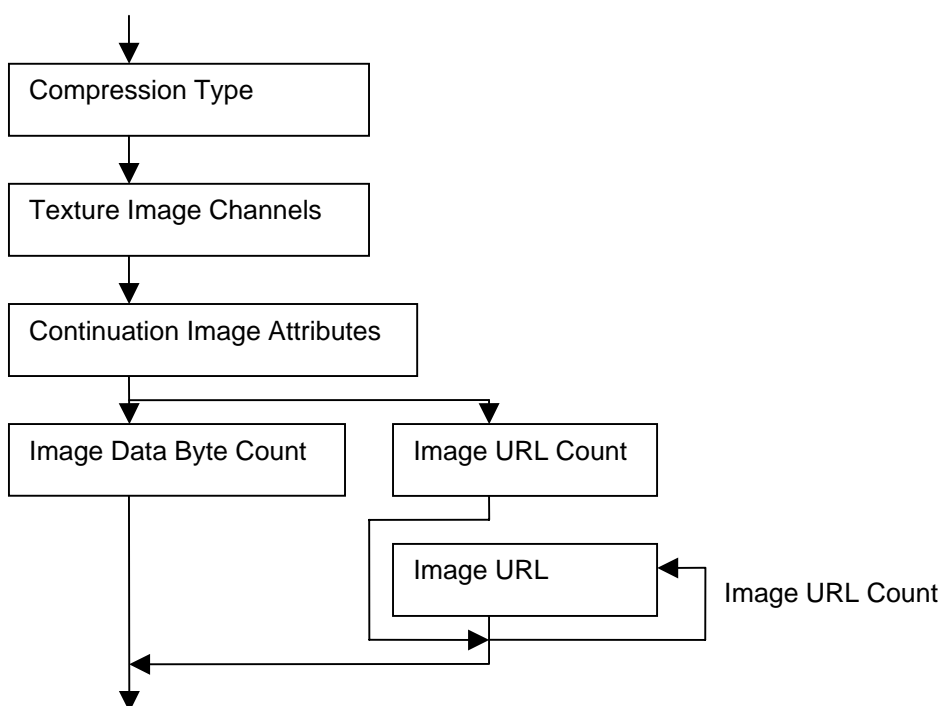 Compression Type
Texture Image Channels
Continuation Image Attributes
Image Data Byte Count
Image URL Count
Image URL
Image URL Count